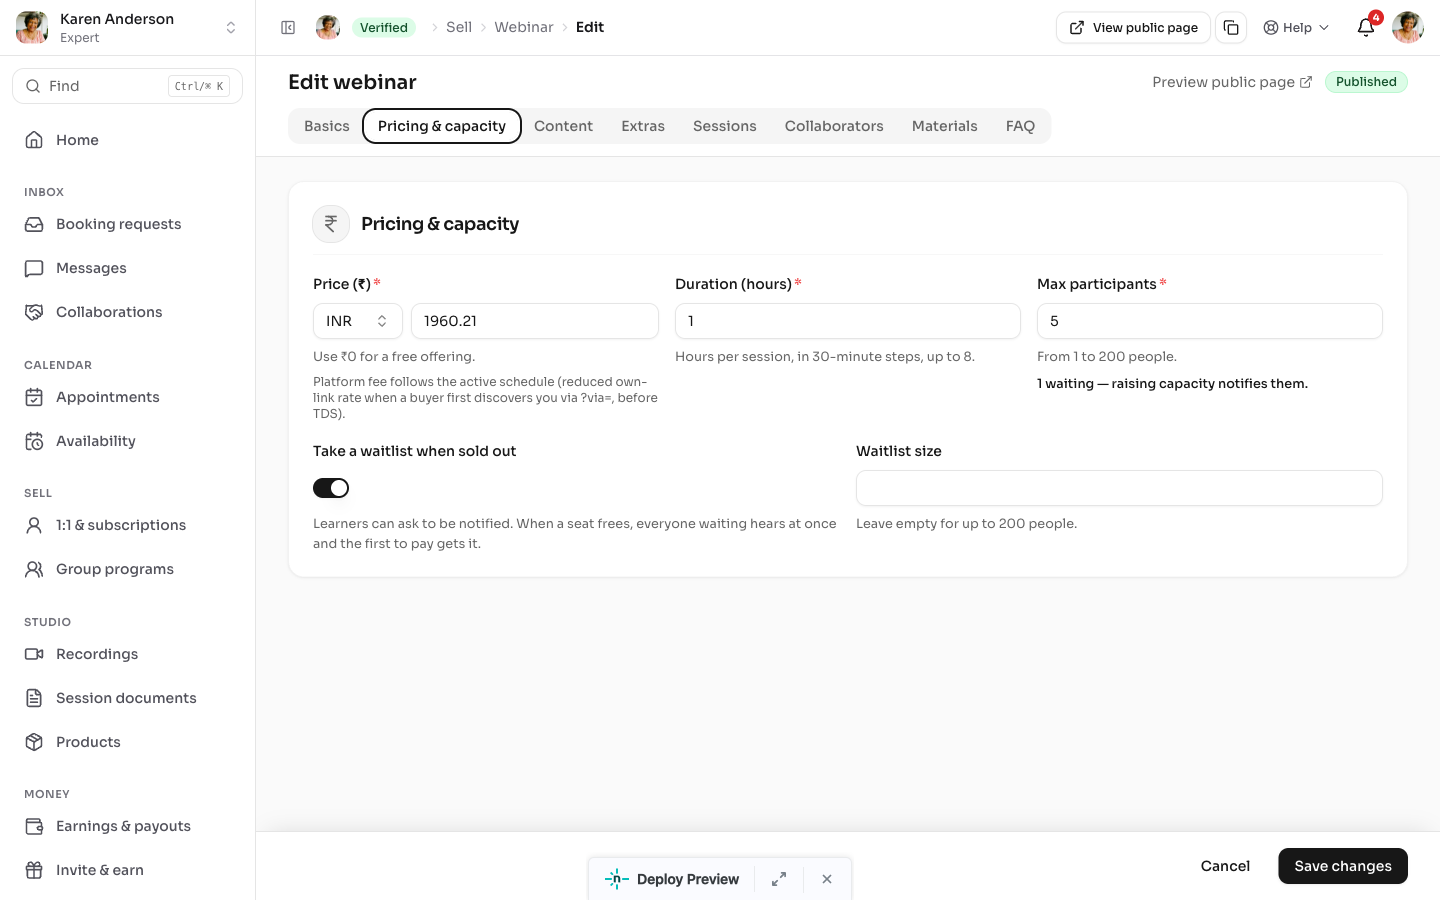 Karen Anderson
Expert
Verified
Sell
Webinar
Edit
View public page
Help
4
Find
Ctrl/⌘ K
Home
INBOX
Booking requests
Messages
Collaborations
CALENDAR
Appointments
Availability
SELL
1:1 & subscriptions
Group programs
STUDIO
Recordings
Session documents
Products
MONEY
Earnings & payouts
Invite & earn
Edit webinar
Preview public page
Published
Basics
Pricing & capacity
Content
Extras
Sessions
Collaborators
Materials
FAQ
₹
Pricing & capacity
Price (₹)*
INR
1960.21
Use ₹0 for a free offering.
Platform fee follows the active schedule (reduced own-
link rate when a buyer first discovers you via ?via=, before
TDS).
Duration (hours)*
1
Hours per session, in 30-minute steps, up to 8.
Max participants*
5
From 1 to 200 people.
1 waiting — raising capacity notifies them.
Take a waitlist when sold out
Learners can ask to be notified. When a seat frees, everyone waiting hears at once
and the first to pay gets it.
Waitlist size
Leave empty for up to 200 people.
Cancel
Save changes
n
Deploy Preview